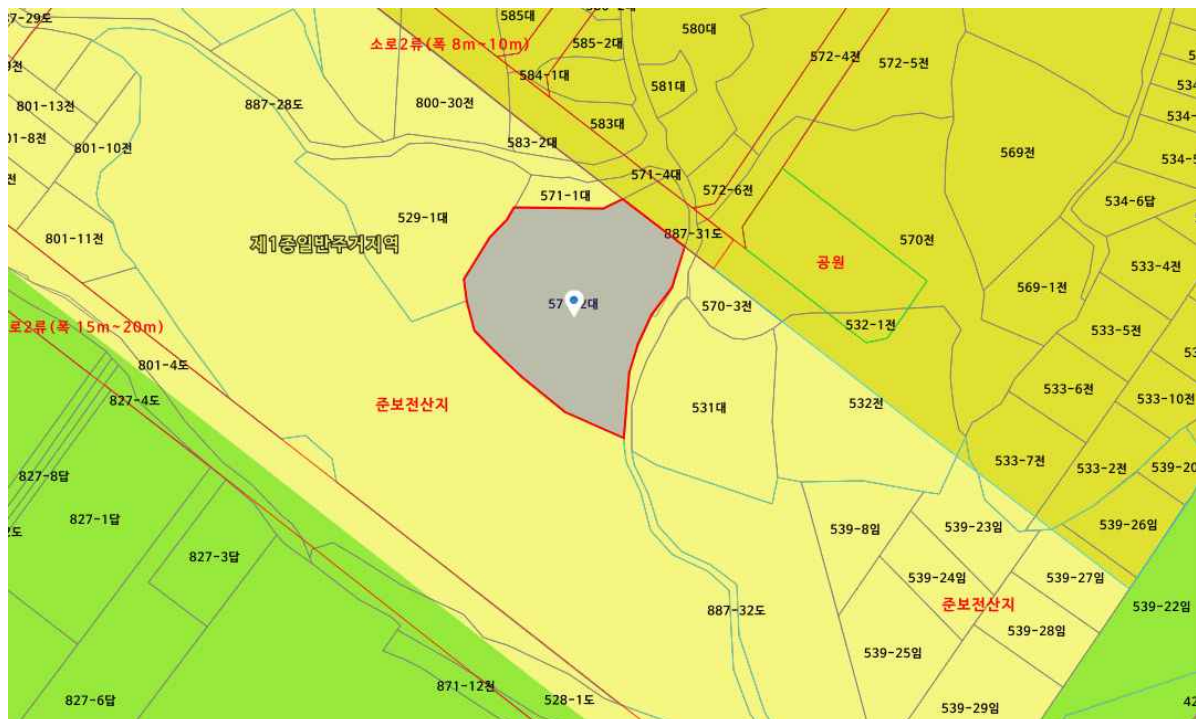 585대
580대
소로2류(폭 8m~10m)
585-2대
572-4전
572-5전
584-1대
581대
801-13전
887-28도
800-30전
583대
801-10전
583-2대
569전
571-4대
572-6전
571-1대
529-1대
534-6답
801-11전
제1종일반주거지역
887-31도
570전
공원
533-4전
569-1전
570-3전
532-1전
533-5전
801-4도
827-4도
준보전산지
531대
532전
533-6전
533-10전
533-7전
533-2전
827-8답
827-1답
539-26임
539-8임
539-23임
827-3답
539-24임
539-27임
준보전산지
539-22임
887-32도
539-28임
539-25임
871-12천
827-6답
528-1도
539-29임